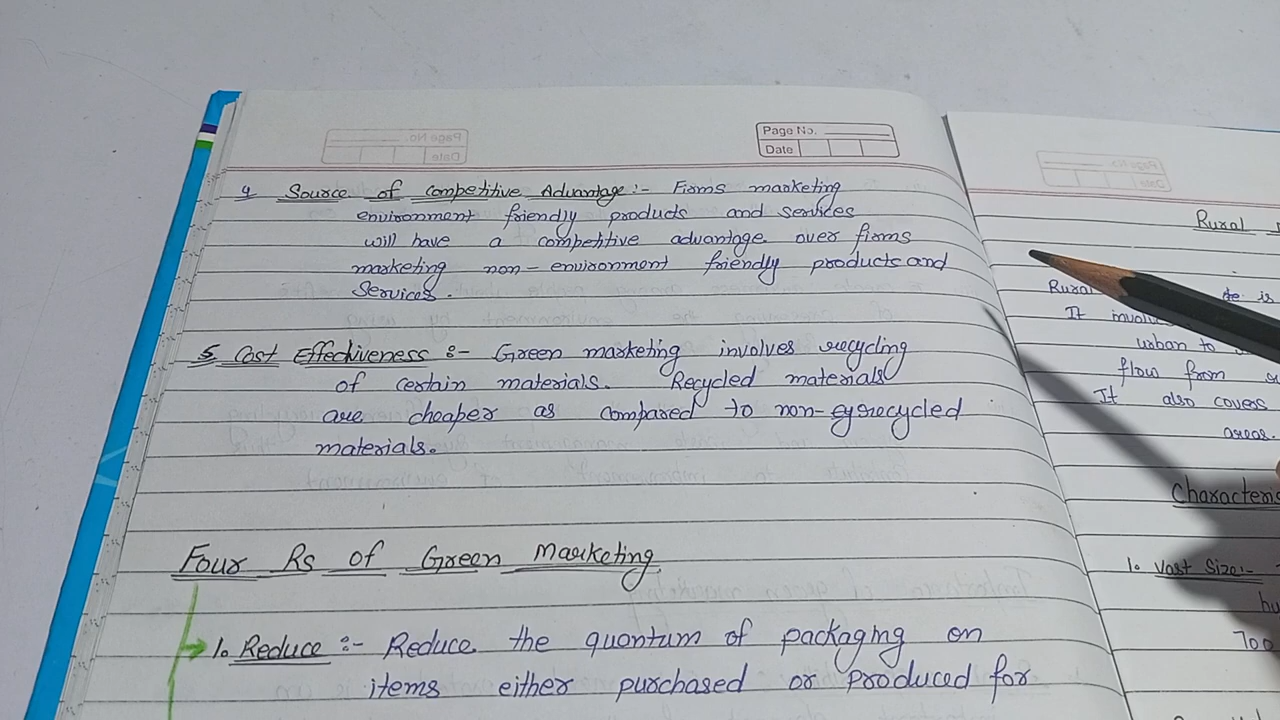 Page No.
Date
4 Source of Competitive Advantage :- Firms marketing
environment friendly products and services
will have a competitive advantage over firms
marketing non-environment friendly products and
Services.
5 Cost Effectiveness :- Green marketing involves recycling
of certain materials. Recycled materials
are cheaper as compared to non-eyrecycled
materials.
Four Rs of Green Marketing
1. Reduce :- Reduce the quantum of packaging on
items either purchased or produced for
Rural
Rural is
It
urban to
flow from
It also covers
areas.
1. Vast Size :-
700